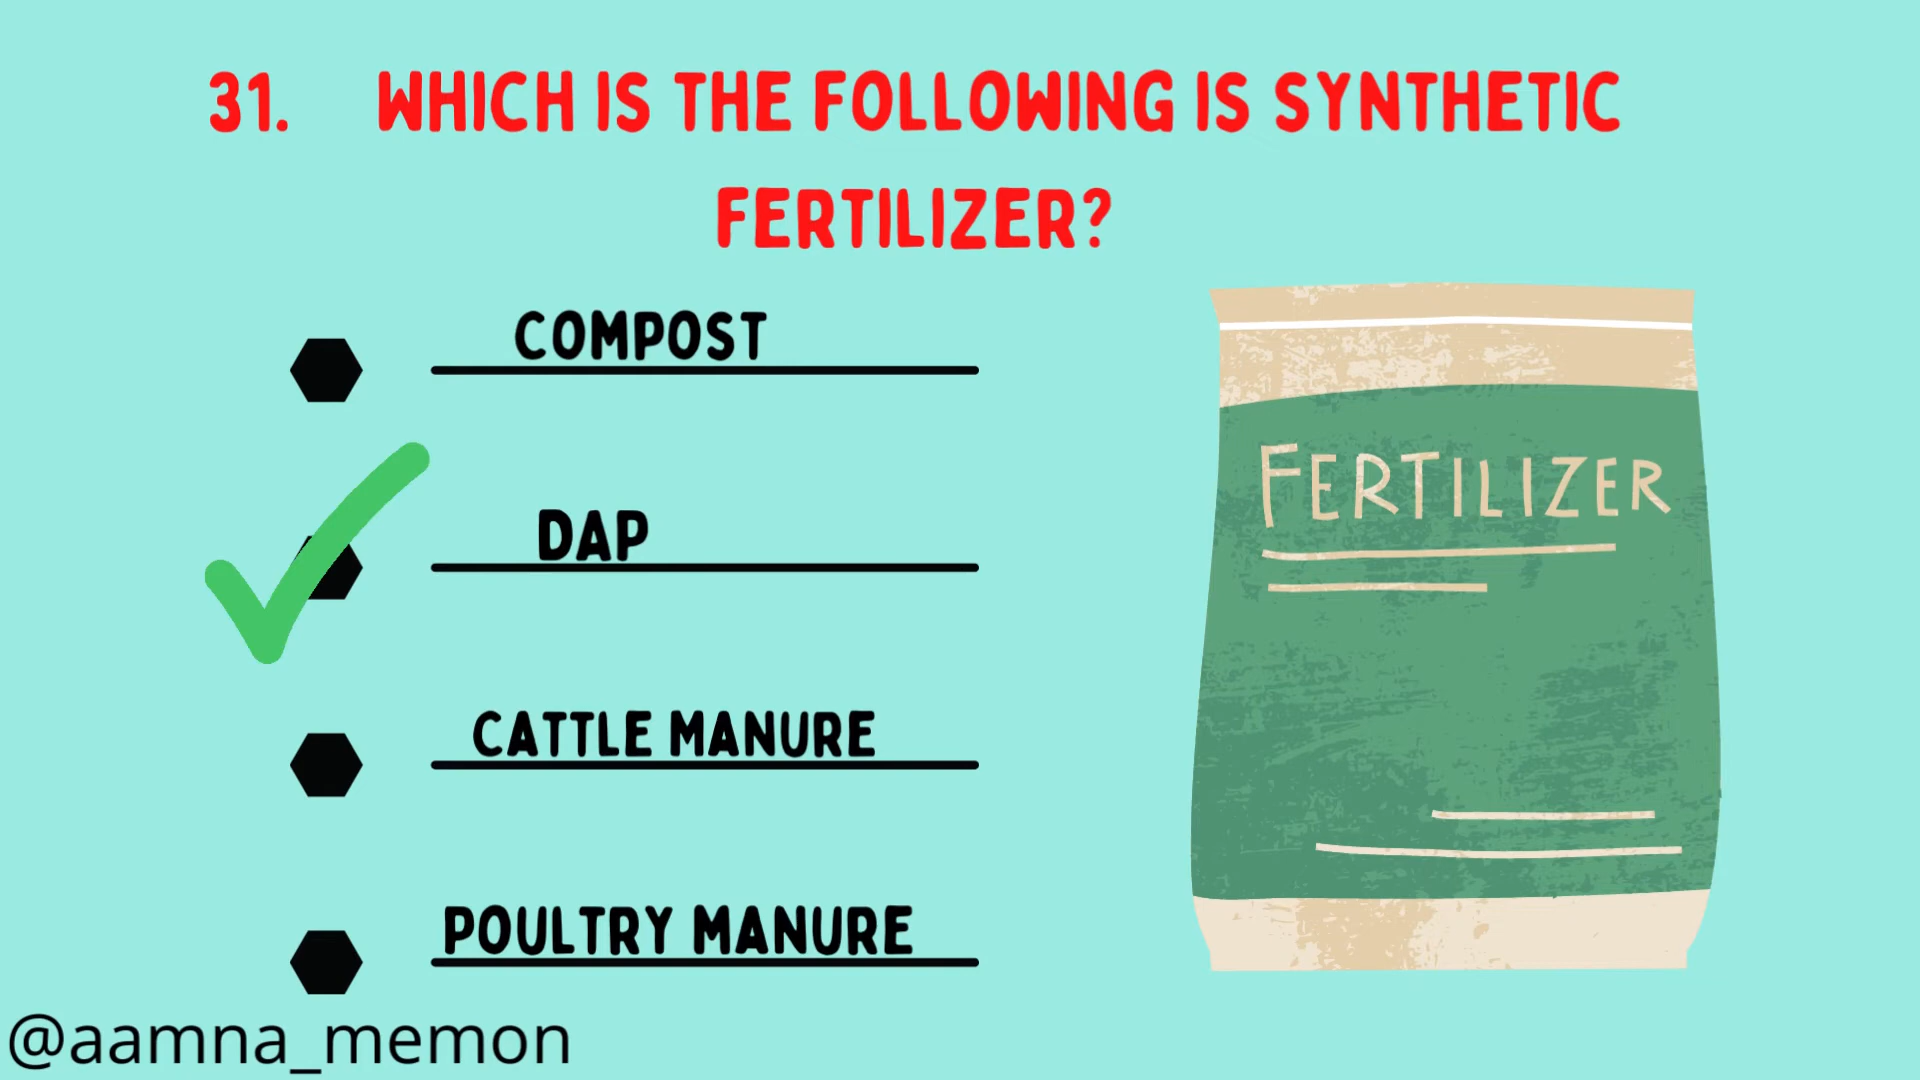 31. WHICH IS THE FOLLOWING IS SYNTHETIC
FERTILIZER?
COMPOST
DAP
CATTLE MANURE
POULTRY MANURE
FERTILIZER
@aamna_memon